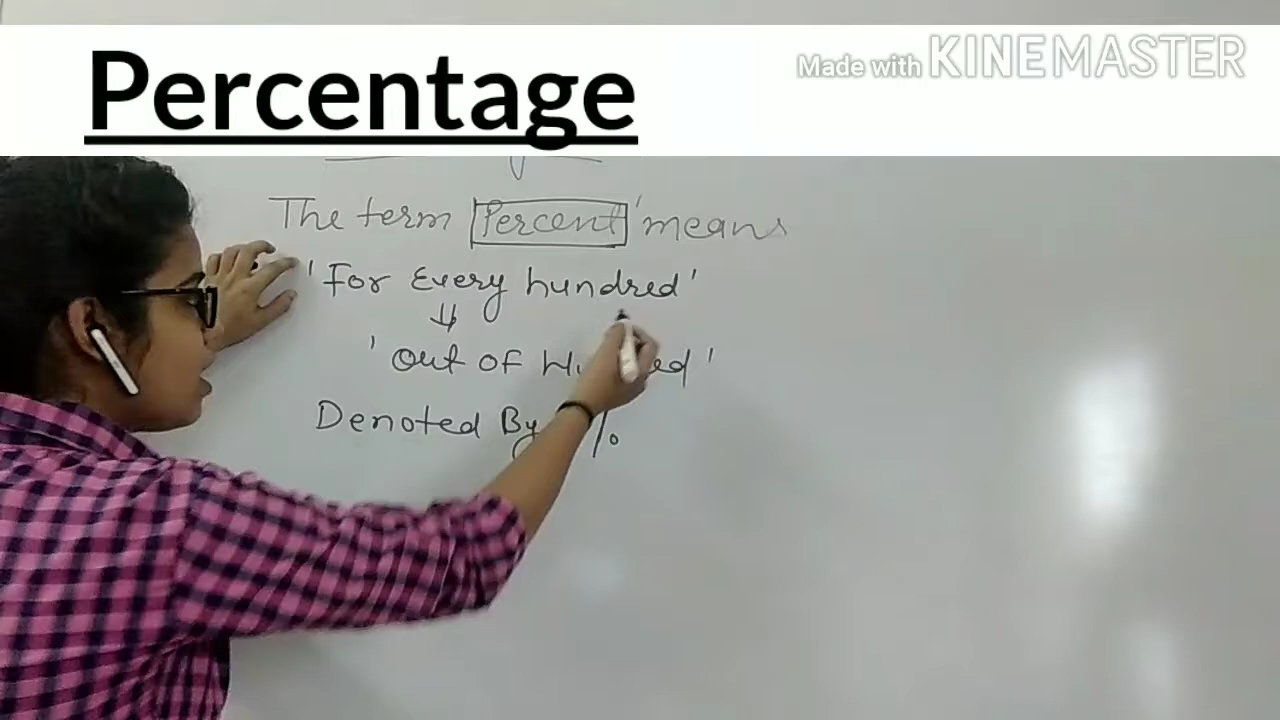 Percentage
Made with KINEMASTER
The term 'Percent' means
'For Every hundred'
'Out of
Denoted By %